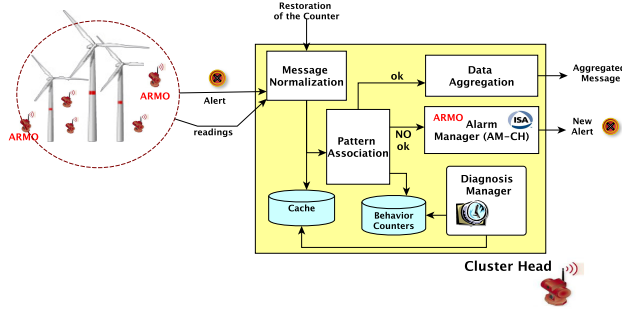 Restoration
of the Counter
Message
Normalization
ok
Data
Aggregation
Aggregated
Message
ARMO
Alert
ARMO
readings
Pattern
Association
NO
ok
ARMO
Alarm
Manager (AM-CH)
ISA
New
Alert
Diagnosis
Manager
Cache
Behavior
Counters
Cluster Head